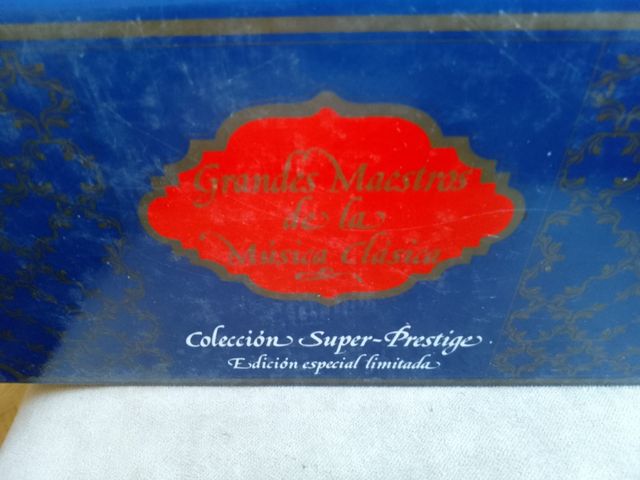 Grandes Maestros
de la
Música Clásica
Colección Super-Prestige
Edición especial limitada